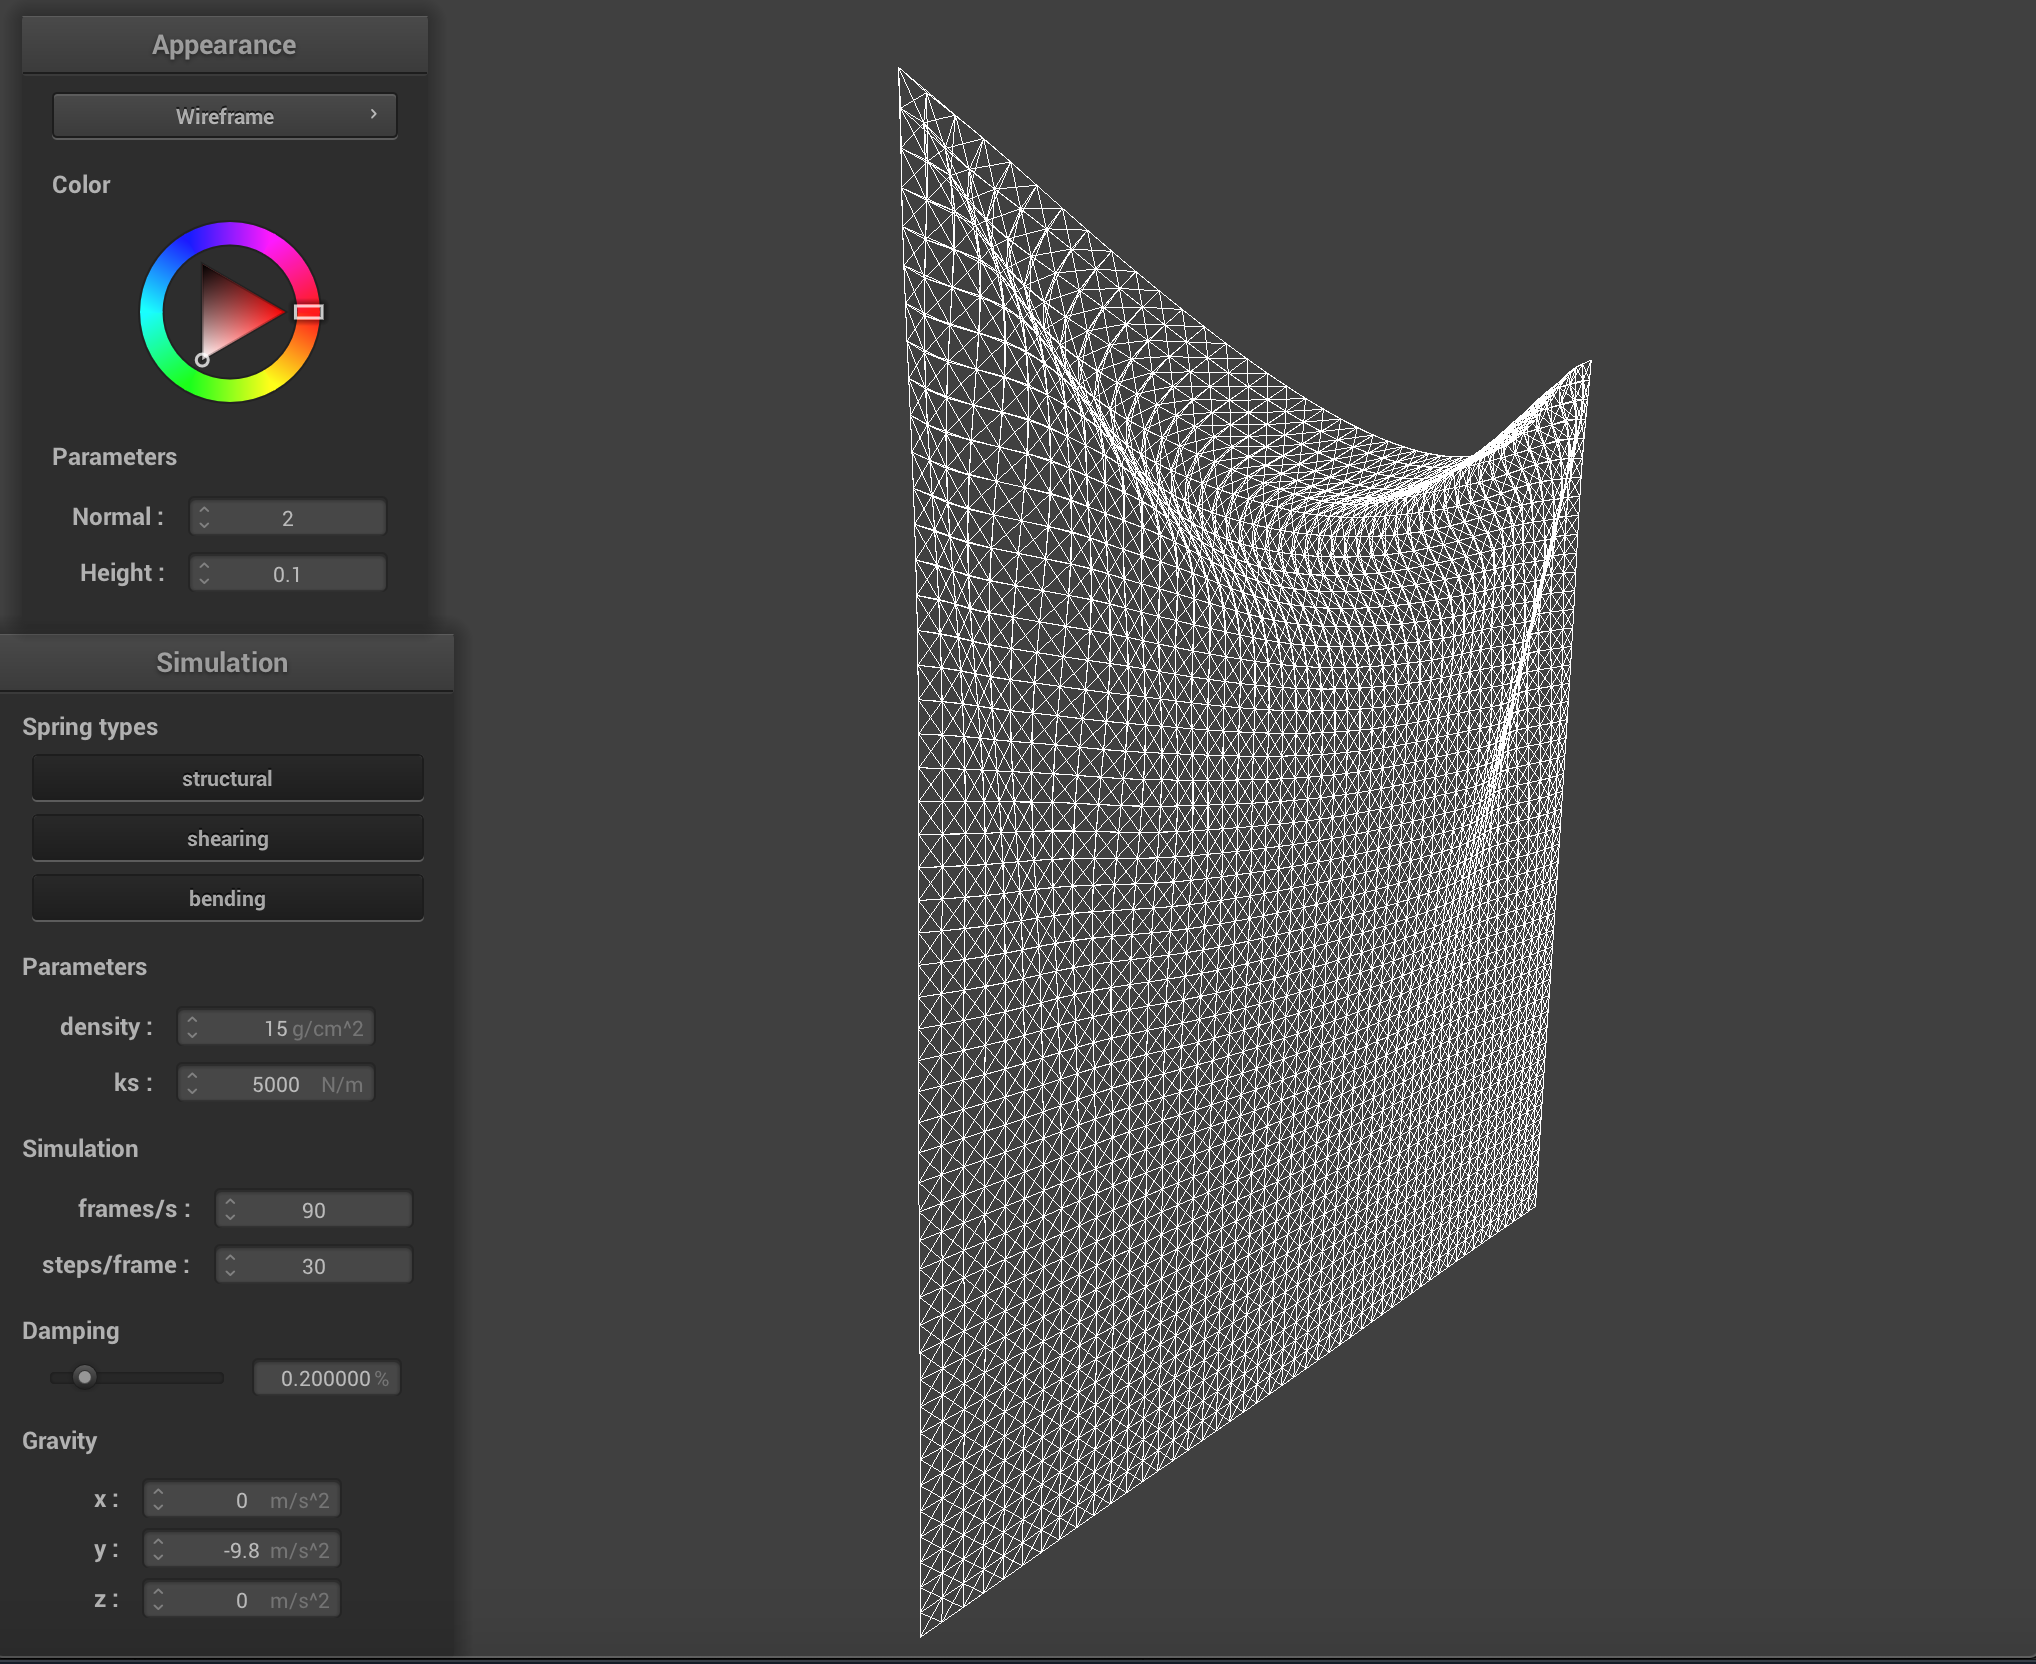 Appearance
Wireframe
Color
Parameters
Normal : 2
Height : 0.1
Simulation
Spring types
structural
shearing
bending
Parameters
density : 15 g/cm^2
ks : 5000 N/m
Simulation
frames/s : 90
steps/frame : 30
Damping
0.200000 %
Gravity
x : 0 m/s^2
y : -9.8 m/s^2
z : 0 m/s^2